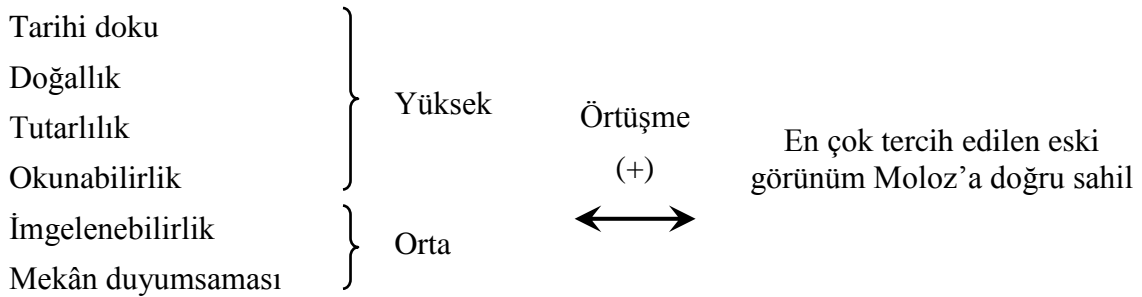 Tarihi doku
Doğallık
Tutarlılık
Okunabilirlik
İmgelenebilirlik
Mekân duyumsaması
Yüksek
Orta
Örtüşme
(+)
En çok tercih edilen eski
görünüm Moloz’a doğru sahil